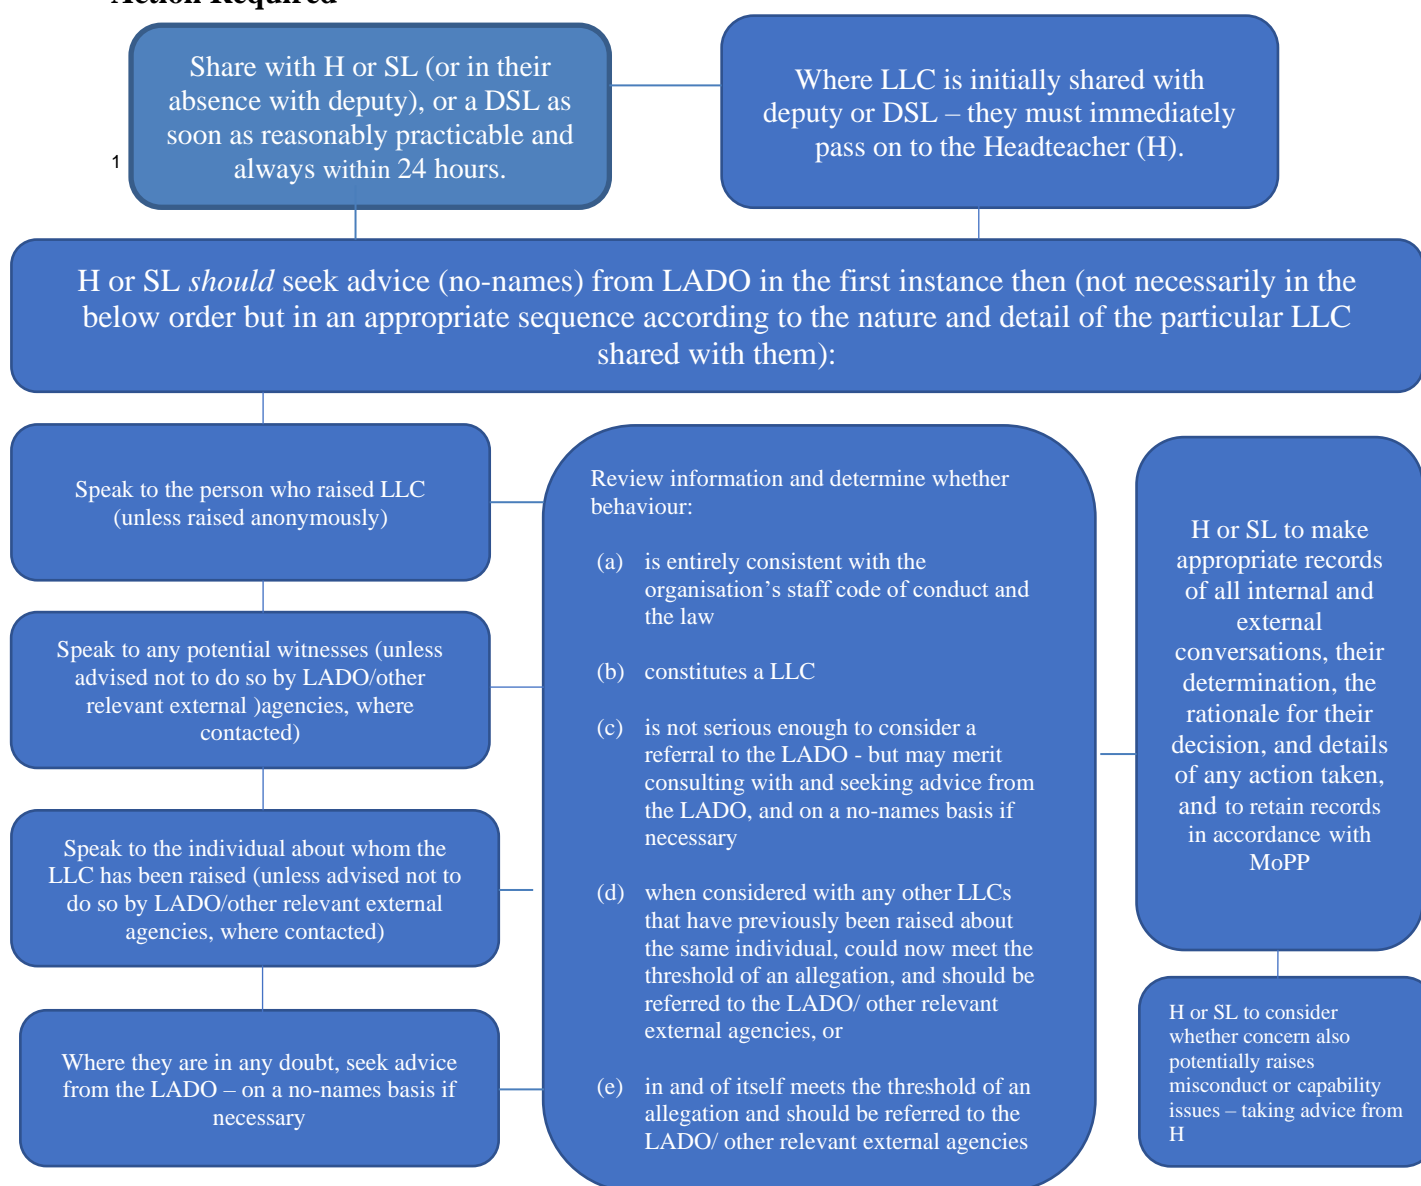 Action Required
Share with H or SL (or in their
absence with deputy), or a DSL as
soon as reasonably practicable and
always within 24 hours.
1
Where LLC is initially shared with
deputy or DSL – they must immediately
pass on to the Headteacher (H).
H or SL should seek advice (no-names) from LADO in the first instance then (not necessarily in the
below order but in an appropriate sequence according to the nature and detail of the particular LLC
shared with them):
Speak to the person who raised LLC
(unless raised anonymously)
Speak to any potential witnesses (unless
advised not to do so by LADO/other
relevant external )agencies, where
contacted)
Speak to the individual about whom the
LLC has been raised (unless advised not to
do so by LADO/other relevant external
agencies, where contacted)
Where they are in any doubt, seek advice
from the LADO – on a no-names basis if
necessary
Review information and determine whether
behaviour:
(a) is entirely consistent with the
organisation's staff code of conduct and
the law
(b) constitutes a LLC
(c) is not serious enough to consider a
referral to the LADO - but may merit
consulting with and seeking advice from
the LADO, and on a no-names basis if
necessary
(d) when considered with any other LLCs
that have previously been raised about
the same individual, could now meet the
threshold of an allegation, and should be
referred to the LADO/ other relevant
external agencies, or
(e) in and of itself meets the threshold of an
allegation and should be referred to the
LADO/ other relevant external agencies
H or SL to make
appropriate records
of all internal and
external
conversations, their
determination, the
rationale for their
decision, and details
of any action taken,
and to retain records
in accordance with
MoPP
H or SL to consider
whether concern also
potentially raises
misconduct or capability
issues – taking advice from
H